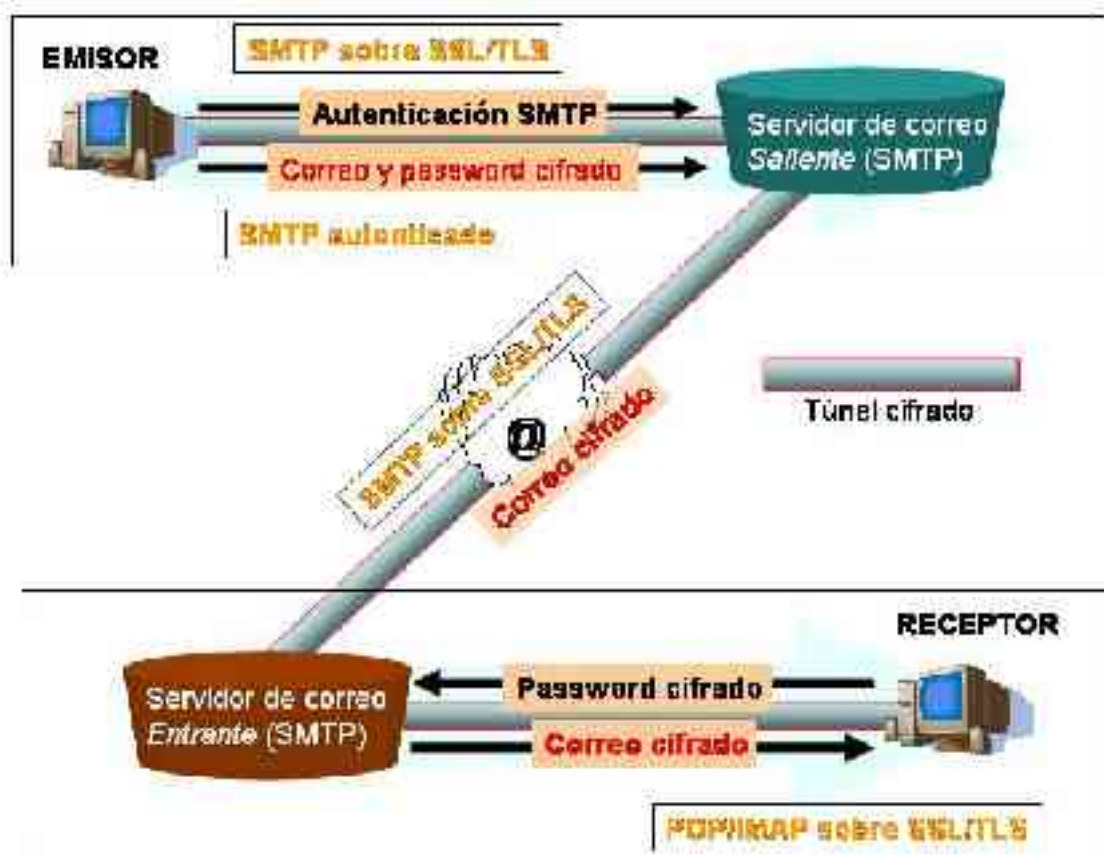 EMISOR
SMTP sobre SSL/TLS
Autenticación SMTP
Correo y password cifrado
SMTP autenticado
Servidor de correo
Saliente (SMTP)
SMTP sobre SSL/TLS
@
Correo cifrado
Túnel cifrado
RECEPTOR
Servidor de correo
Entrante (SMTP)
Password cifrado
Correo cifrado
POP/IMAP sobre SSL/TLS